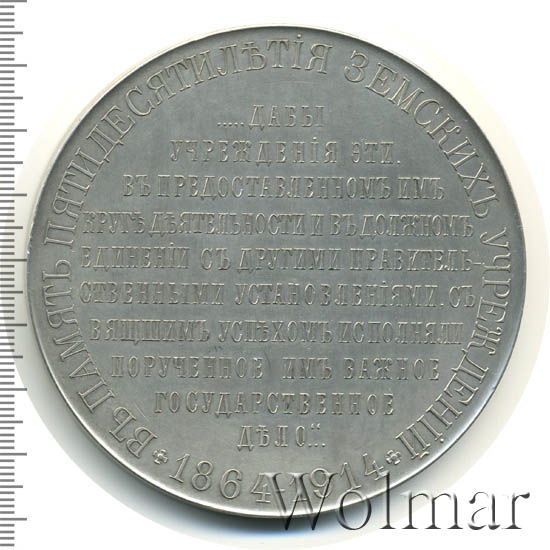 ВЪ ПАМЯТЬ ПЯТИДЕСЯТИЛѢТІЯ ЗЕМСКИХЪ УЧРЕЖДЕНІЙ
.....ДАБЫ
УЧРЕЖДЕНІЯ ЭТИ,
ВЪ ПРЕДОСТАВЛЕННОМЪ ИМЪ
КРУГѢ ДѢЯТЕЛЬНОСТИ И ВЪ ДОЛЖНОМЪ
ЕДИНЕНІИ СЪ ДРУГИМИ ПРАВИТЕЛЬ-
СТВЕННЫМИ УСТАНОВЛЕНІЯМИ, СЪ
ВЯЩШИМЪ УСПѢХОМЪ ИСПОЛНЯЛИ
ПОРУЧЕННОЕ ИМЪ ВАЖНОЕ
ГОСУДАРСТВЕННОЕ
ДѢЛО"..
1864-1914
Wolmar